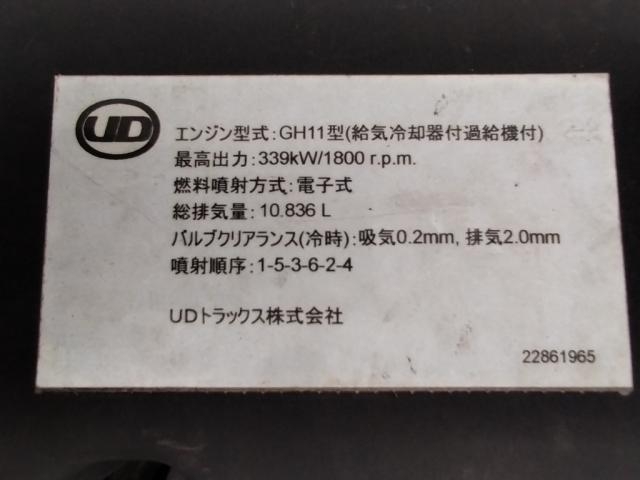 UD
エンジン型式:GH11型(給気冷却器付過給機付)
最高出力:339kW/1800 r.p.m.
燃料噴射方式:電子式
総排気量:10.836 L
バルブクリアランス(冷時):吸気0.2mm, 排気2.0mm
噴射順序:1-5-3-6-2-4
UDトラックス株式会社
22861965